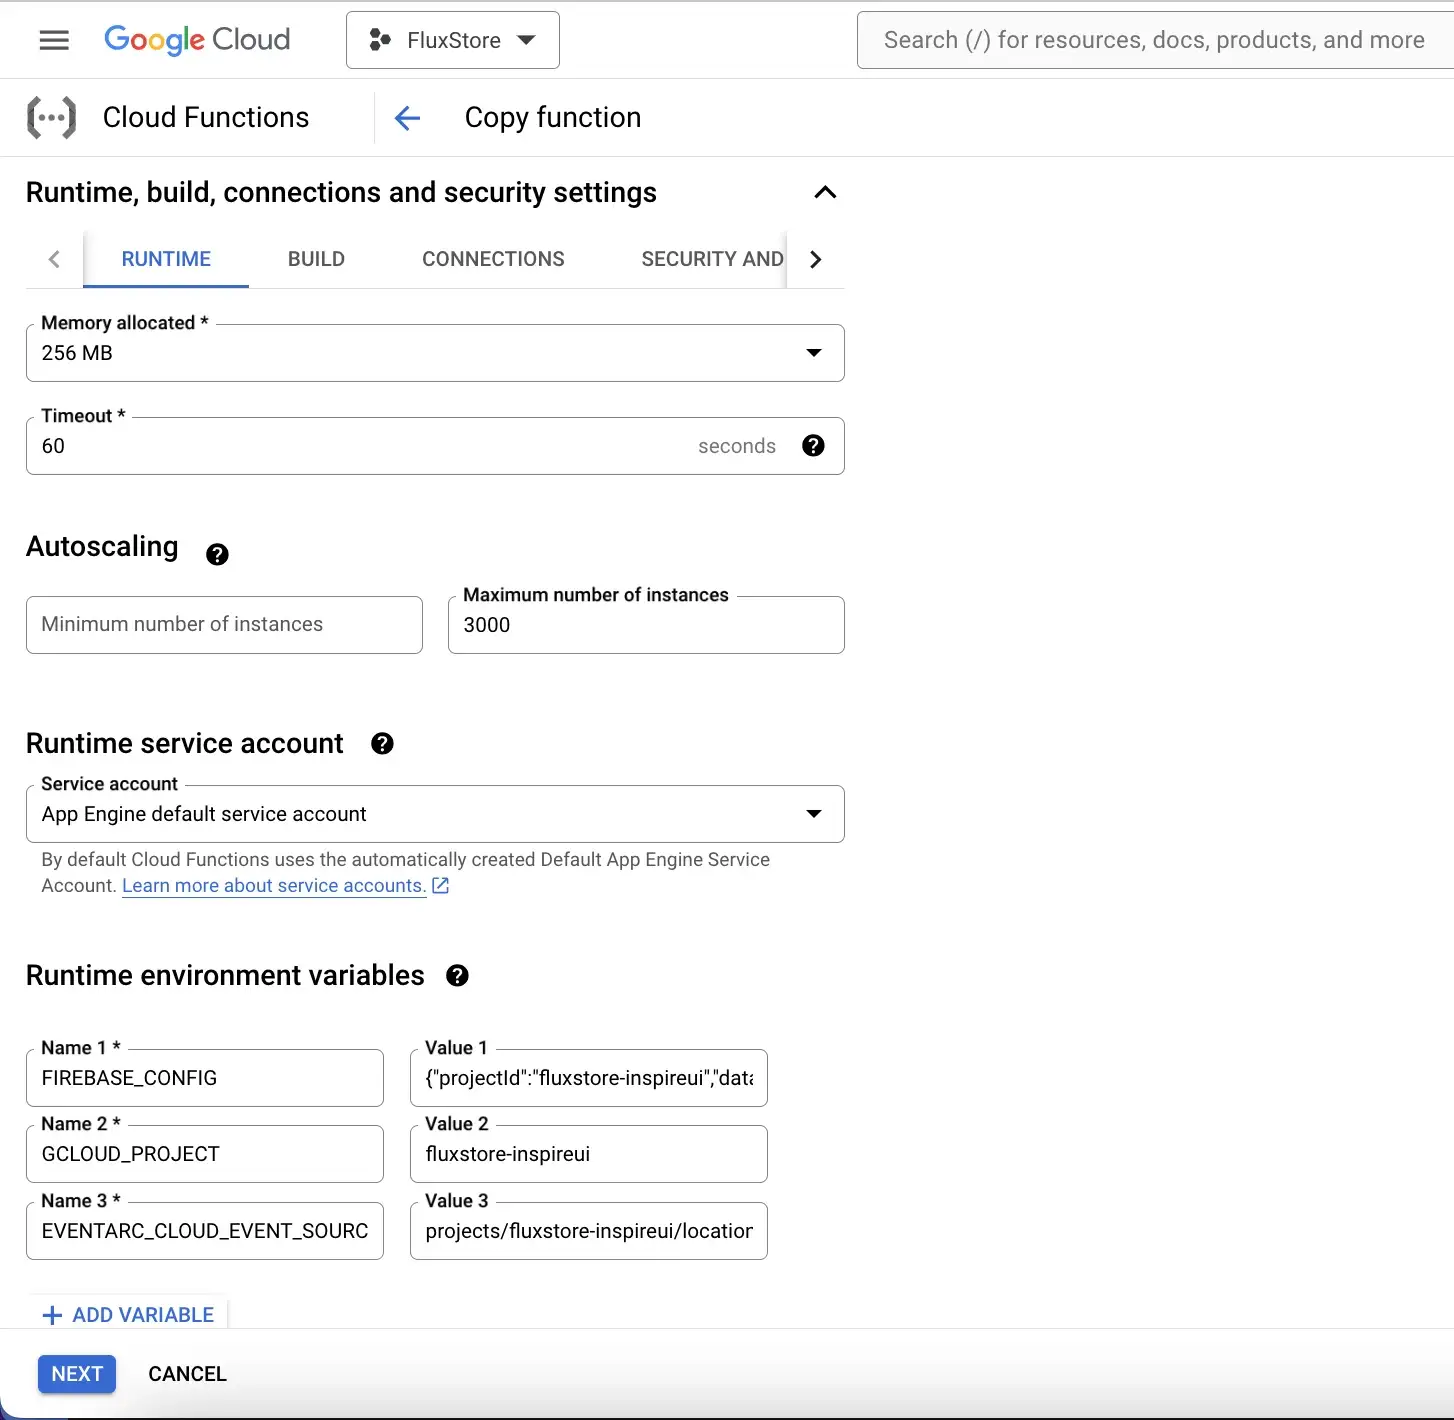 Google Cloud
FluxStore
Search (/) for resources, docs, products, and more
Cloud Functions
Copy function
Runtime, build, connections and security settings
RUNTIME
BUILD
CONNECTIONS
SECURITY AND
Memory allocated *
256 MB
Timeout *
60
seconds
Autoscaling
Minimum number of instances
Maximum number of instances
3000
Runtime service account
Service account
App Engine default service account
By default Cloud Functions uses the automatically created Default App Engine Service
Account. Learn more about service accounts.
Runtime environment variables
Name 1 *
FIREBASE_CONFIG
Value 1
{"projectId":"fluxstore-inspireui","data
Name 2 *
GCLOUD_PROJECT
Value 2
fluxstore-inspireui
Name 3 *
EVENTARC_CLOUD_EVENT_SOURC
Value 3
projects/fluxstore-inspireui/location
ADD VARIABLE
NEXT
CANCEL